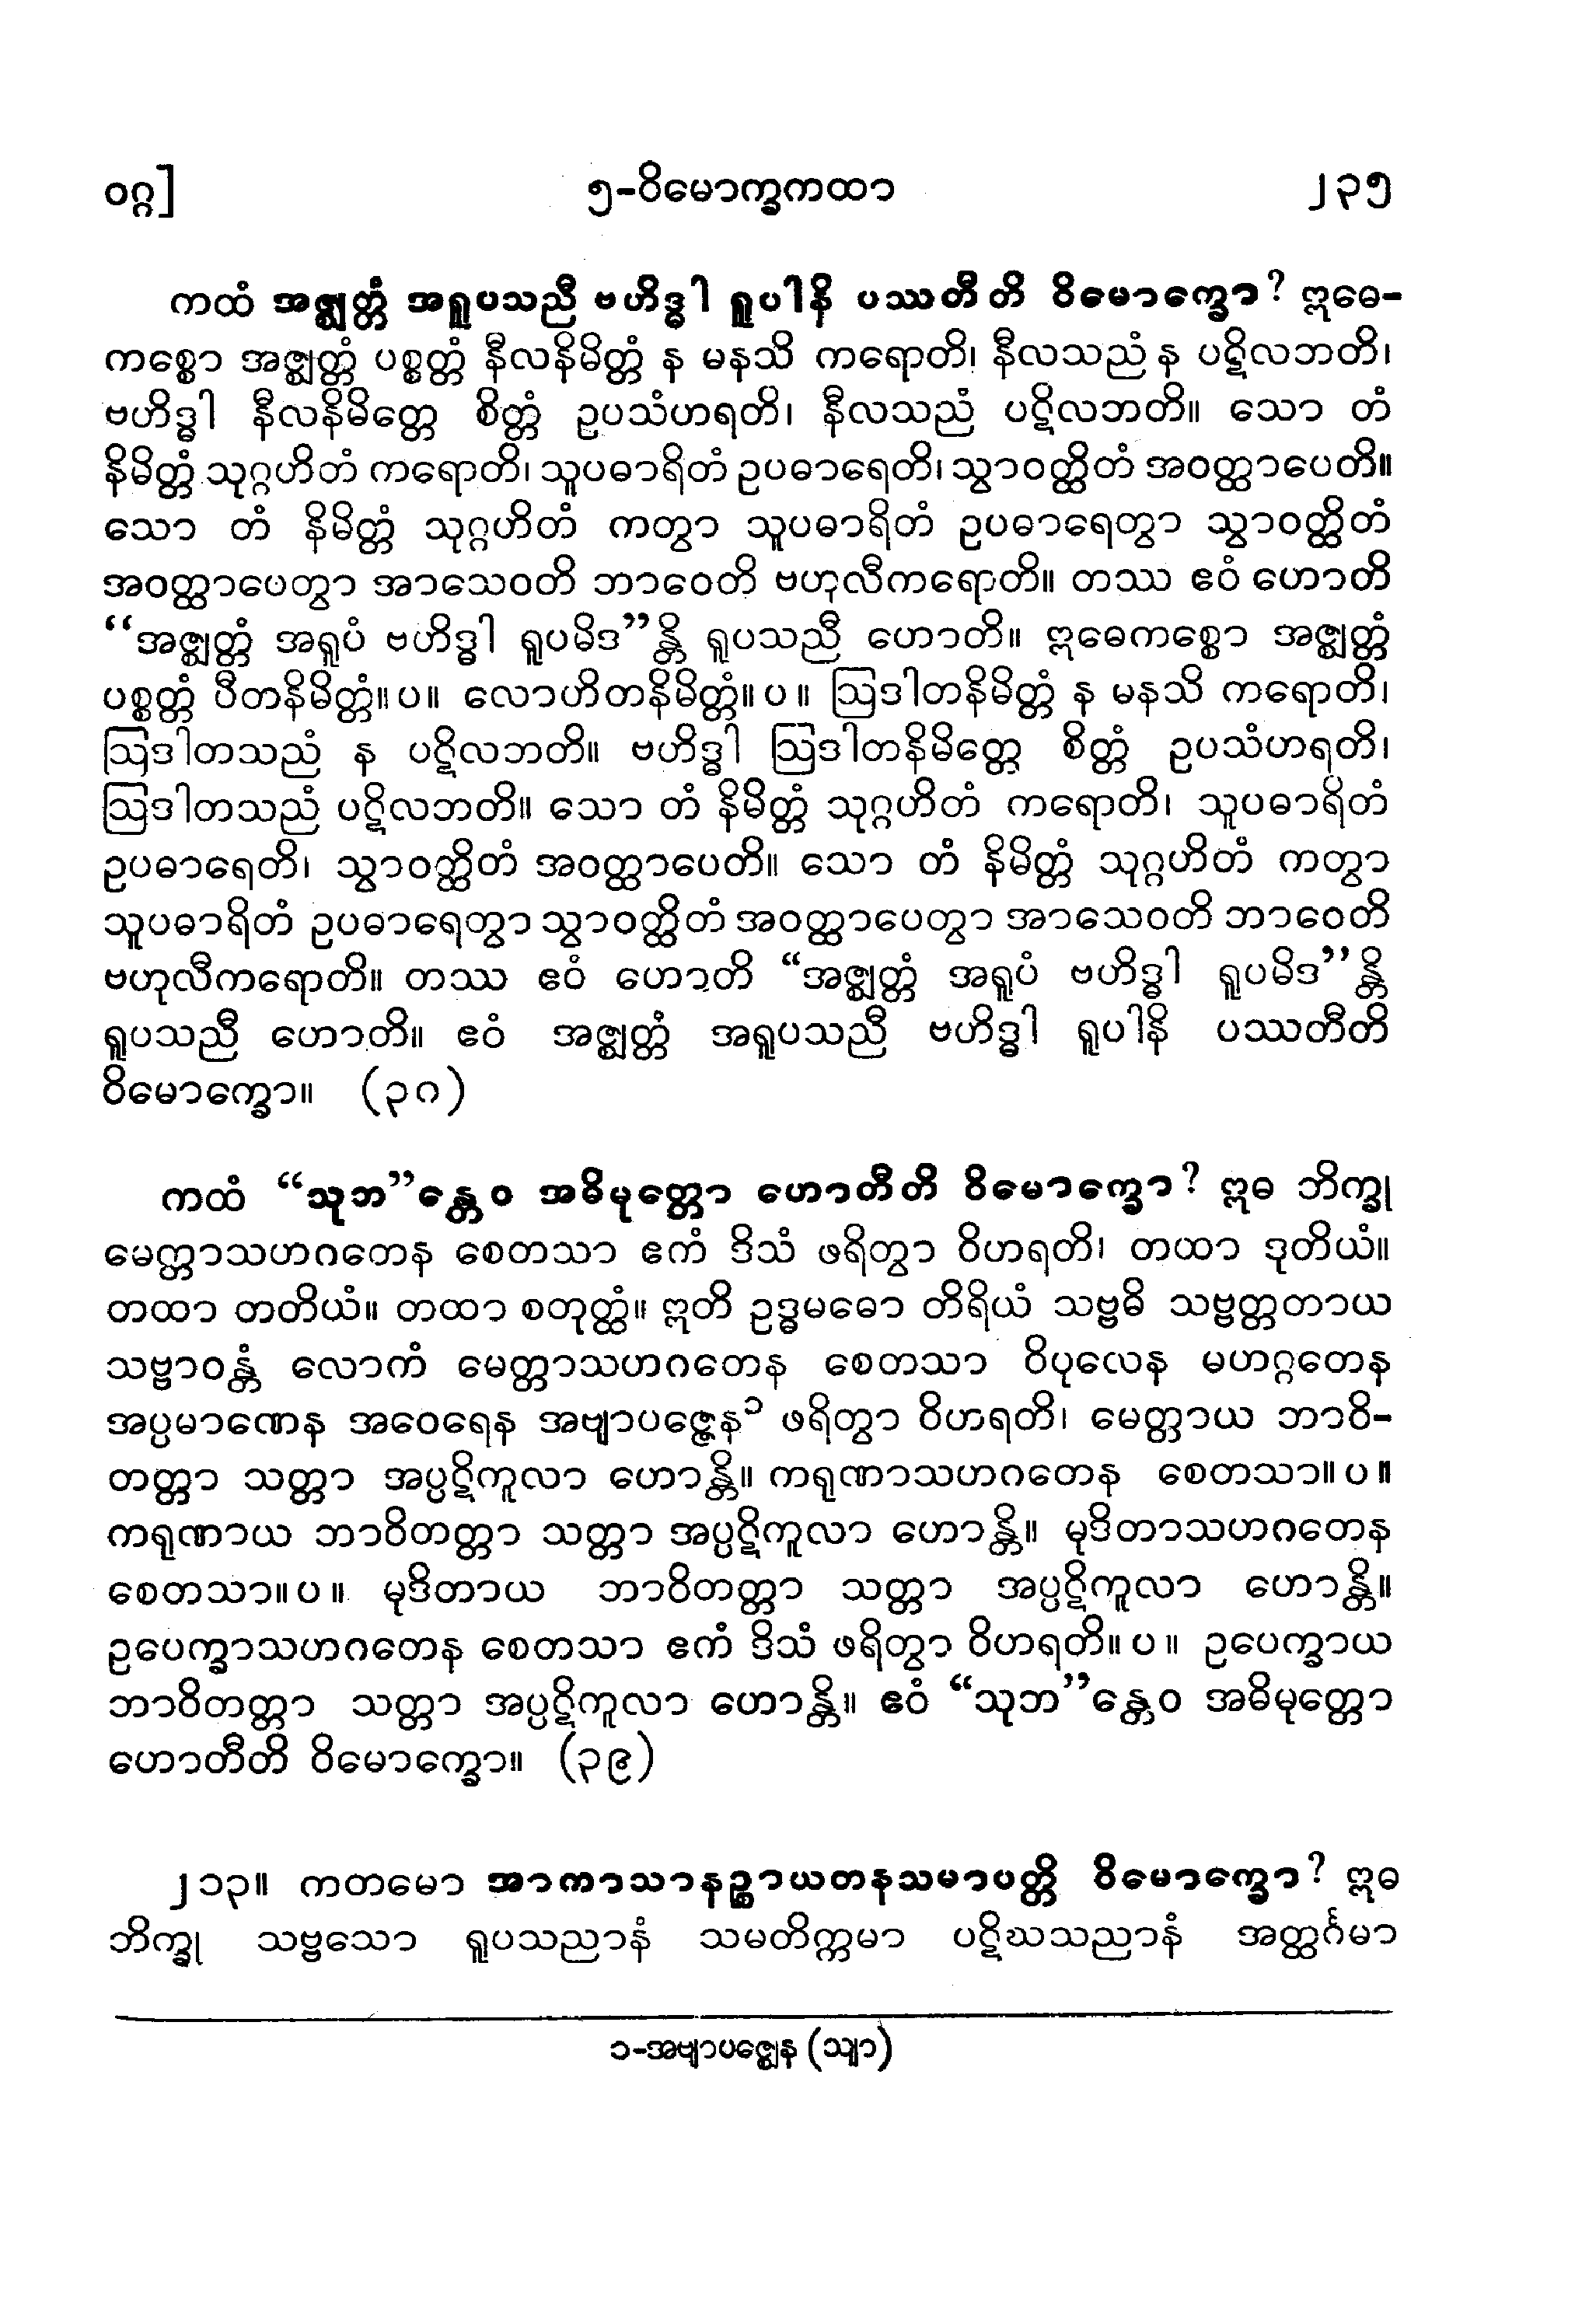 ဝဂ္ဂ]
၅-ဝိမောက္ခကထာ
၂၃၅
ကထံ အဇ္ဈတ္တံ အရူပသညီ ဗဟိဒ္ဓါ ရူပါနိ ပဿတီတိ ဝိမောက္ခော? ဣဓေ-
ကစ္စော အဇ္ဈတ္တံ ပစ္စတ္တံ နီလနိမိတ္တံ န မနသိ ကရောတိ၊ နီလသညံ န ပဋိလဘတိ၊
ဗဟိဒ္ဓါ နီလနိမိတ္တေ စိတ္တံ ဥပသံဟရတိ၊ နီလသညံ ပဋိလဘတိ။ သော တံ
နိမိတ္တံ သုဂ္ဂဟိတံ ကရောတိ၊ သူပဓာရိတံ ဥပဓာရေတိ၊ သွာဝတ္ထိတံ အဝတ္ထာပေတိ။
သော တံ နိမိတ္တံ သုဂ္ဂဟိတံ ကတွာ သူပဓာရိတံ ဥပဓာရေတွာ သွာဝတ္ထိတံ
အဝတ္ထာပေတွာ အာသေဝတိ ဘာဝေတိ ဗဟုလီကရောတိ။ တဿ ဧဝံ ဟောတိ
“အဇ္ဈတ္တံ အရူပံ ဗဟိဒ္ဓါ ရူပမိဒ”န္တိ ရူပသညီ ဟောတိ။ ဣဓေကစ္စော အဇ္ဈတ္တံ
ပစ္စတ္တံ ပီတနိမိတ္တံ။ ပ။ လောဟိတနိမိတ္တံ။ ပ ။ ဩဒါတနိမိတ္တံ န မနသိ ကရောတိ၊
ဩဒါတသညံ န ပဋိလဘတိ။ ဗဟိဒ္ဓါ ဩဒါတနိမိတ္တေ စိတ္တံ ဥပသံဟရတိ၊
ဩဒါတသညံ ပဋိလဘတိ။ သော တံ နိမိတ္တံ သုဂ္ဂဟိတံ ကရောတိ၊ သူပဓာရိတံ
ဥပဓာရေတိ၊ သွာဝတ္ထိတံ အဝတ္ထာပေတိ။ သော တံ နိမိတ္တံ သုဂ္ဂဟိတံ ကတွာ
သူပဓာရိတံ ဥပဓာရေတွာ သွာဝတ္ထိတံ အဝတ္ထာပေတွာ အာသေဝတိ ဘာဝေတိ
ဗဟုလီကရောတိ။ တဿ ဧဝံ ဟောတိ “အဇ္ဈတ္တံ အရူပံ ဗဟိဒ္ဓါ ရူပမိဒ”န္တိ
ရူပသညီ ဟောတိ။ ဧဝံ အဇ္ဈတ္တံ အရူပသညီ ဗဟိဒ္ဓါ ရူပါနိ ပဿတီတိ
ဝိမောက္ခော။ (၃၈)
ကထံ “သုဘ”န္တေဝ အဓိမုတ္တော ဟောတီတိ ဝိမောက္ခော? ဣဓ ဘိက္ခု
မေတ္တာသဟဂတေန စေတသာ ဧကံ ဒိသံ ဖရိတွာ ဝိဟရတိ၊ တထာ ဒုတိယံ။
တထာ တတိယံ။ တထာ စတုတ္ထံ။ ဣတိ ဥဒ္ဓမဓော တိရိယံ သဗ္ဗဓိ သဗ္ဗတ္တတာယ
သဗ္ဗာဝန္တံ လောကံ မေတ္တာသဟဂတေန စေတသာ ဝိပုလေန မဟဂ္ဂတေန
အပ္ပမာဏေန အဝေရေန အဗျာပဇ္ဇေန၁ ဖရိတွာ ဝိဟရတိ၊ မေတ္တာယ ဘာဝိ-
တတ္တာ သတ္တာ အပ္ပဋိကူလာ ဟောန္တိ။ ကရုဏာသဟဂတေန စေတသာ။ ပ ။
ကရုဏာယ ဘာဝိတတ္တာ သတ္တာ အပ္ပဋိကူလာ ဟောန္တိ။ မုဒိတာသဟဂတေန
စေတသာ။ ပ ။ မုဒိတာယ ဘာဝိတတ္တာ သတ္တာ အပ္ပဋိကူလာ ဟောန္တိ။
ဥပေက္ခာသဟဂတေန စေတသာ ဧကံ ဒိသံ ဖရိတွာ ဝိဟရတိ။ ပ ။ ဥပေက္ခာယ
ဘာဝိတတ္တာ သတ္တာ အပ္ပဋိကူလာ ဟောန္တိ။ ဧဝံ “သုဘ”န္တေဝ အဓိမုတ္တော
ဟောတီတိ ဝိမောက္ခော။ (၃၉)
၂၁၃။ ကတမော အာကာသာနဉ္စာယတနသမာပတ္တိ ဝိမောက္ခော? ဣဓ
ဘိက္ခု သဗ္ဗသော ရူပသညာနံ သမတိက္ကမာ ပဋိဃသညာနံ အတ္ထင်္ဂမာ
၁-အဗျာပဇ္ဈေန (သျာ)